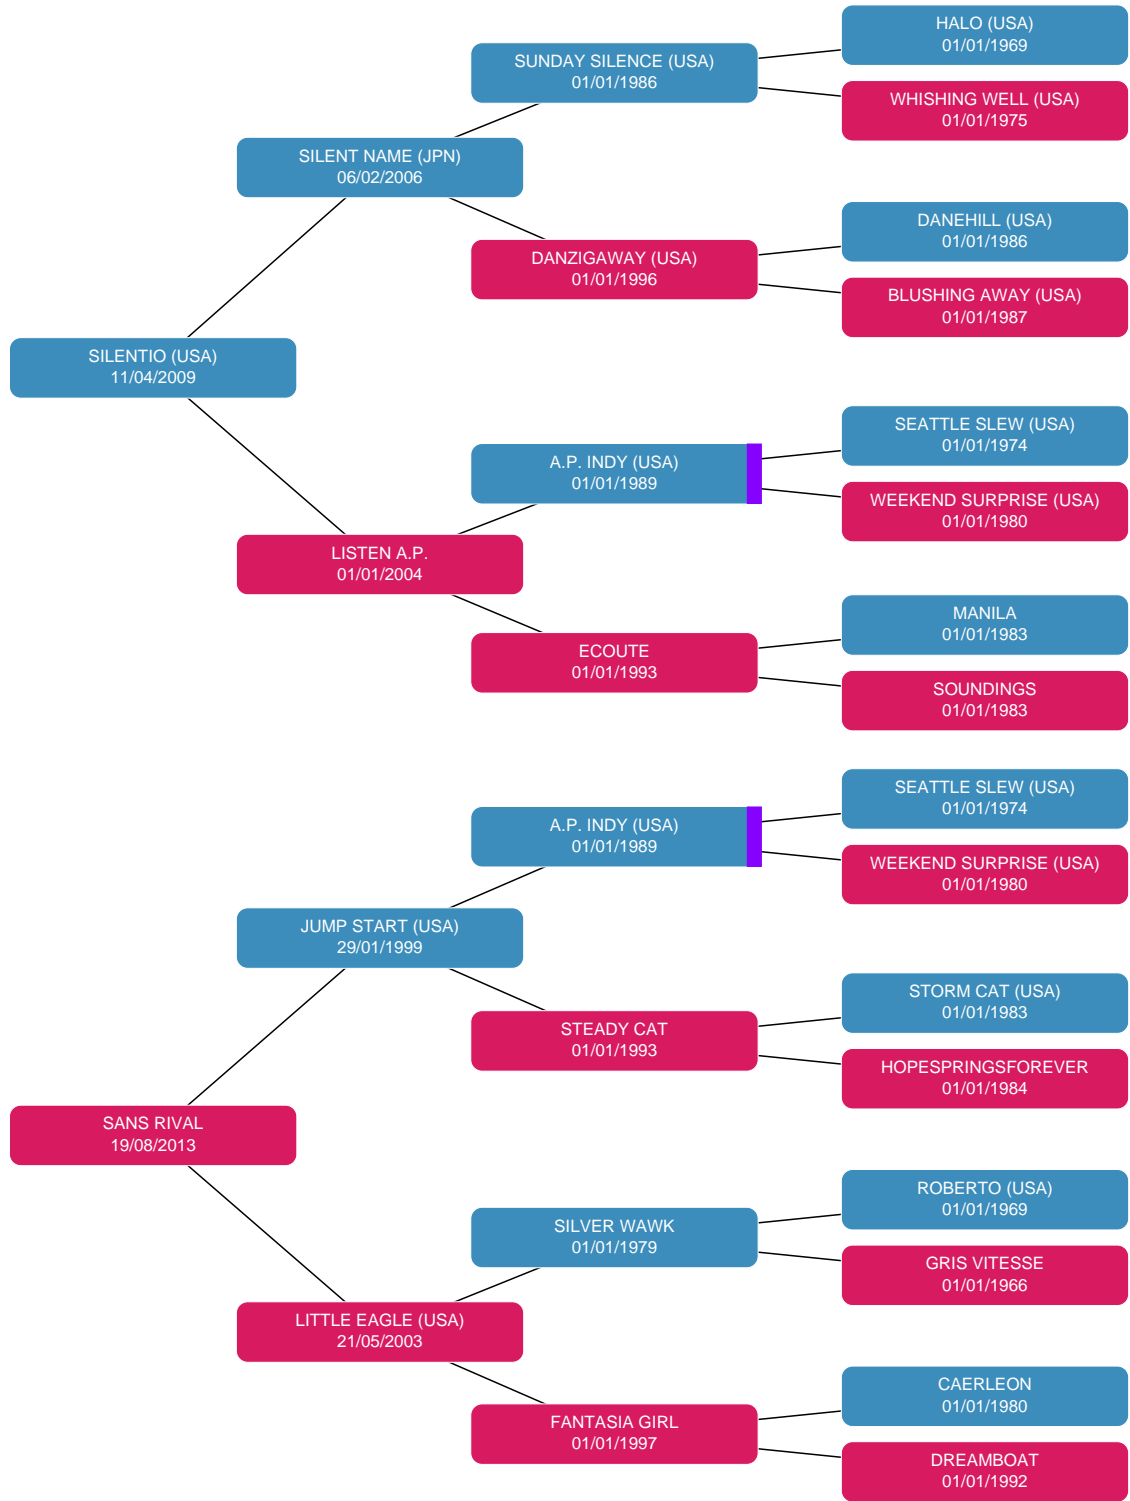 HALO (USA)
01/01/1969
SUNDAY SILENCE (USA)
01/01/1986
WHISHING WELL (USA)
01/01/1975
SILENT NAME (JPN)
06/02/2006
DANEHILL (USA)
01/01/1986
DANZIGAWAY (USA)
01/01/1996
BLUSHING AWAY (USA)
01/01/1987
SILENTIO (USA)
11/04/2009
SEATTLE SLEW (USA)
01/01/1974
A.P. INDY (USA)
01/01/1989
WEEKEND SURPRISE (USA)
01/01/1980
LISTEN A.P.
01/01/2004
MANILA
01/01/1983
ECOUTE
01/01/1993
SOUNDINGS
01/01/1983
SEATTLE SLEW (USA)
01/01/1974
A.P. INDY (USA)
01/01/1989
WEEKEND SURPRISE (USA)
01/01/1980
JUMP START (USA)
29/01/1999
STORM CAT (USA)
01/01/1983
STEADY CAT
01/01/1993
HOPESPRINGSFOREVER
01/01/1984
SANS RIVAL
19/08/2013
ROBERTO (USA)
01/01/1969
SILVER WAWK
01/01/1979
GRIS VITESSE
01/01/1966
LITTLE EAGLE (USA)
21/05/2003
CAERLEON
01/01/1980
FANTASIA GIRL
01/01/1997
DREAMBOAT
01/01/1992